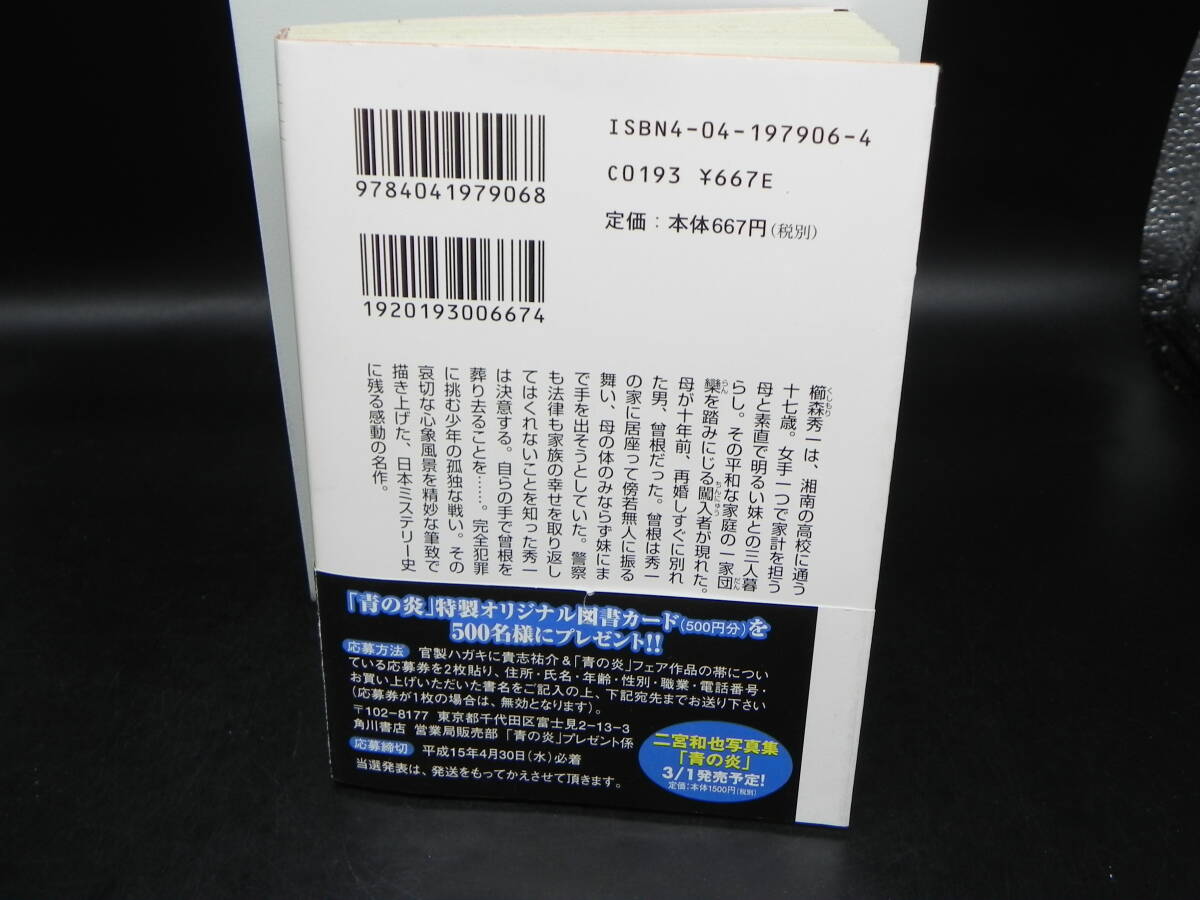 ISBN4-04-197906-4
C0193 ¥667E
定価：本体667円(税別)
9784041979068
1920193006674
櫛森秀一は、湘南の高校に通う
くしもり
十七歳。女手一つで家計を担う
母と素直で明るい妹との三人暮
らし。その平和な家庭の一家団
だん
欒を踏みにじる闖入者が現れた。
らん
ちんにゅう
母が十年前、再婚しすぐに別れ
た男、曾根だった。曾根は秀一
の家に居座って傍若無人に振る
舞い、母の体のみならず妹にま
で手を出そうとしていた。警察
も法律も家族の幸せを取り返し
てはくれないことを知った秀一
は決意する。自らの手で曾根を
葬り去ることを……。完全犯罪
に挑む少年の孤独な戦い。その
哀切な心象風景を精妙な筆致で
描き上げた、日本ミステリー史
に残る感動の名作。
「青の炎」特製オリジナル図書カード(500円分)を
500名様にプレゼント!!
応募方法 官製ハガキに貴志祐介＆「青の炎」フェア作品の帯につい
ている応募券を2枚貼り、住所・氏名・年齢・性別・職業・電話番号・
お買い上げいただいた書名をご記入の上、下記宛先までお送り下さい
(応募券が1枚の場合は、無効となります)。
〒102-8177 東京都千代田区富士見2-13-3
角川書店 営業局販売部 「青の炎」プレゼント係
応募締切 平成15年4月30日(水)必着
当選発表は、発送をもってかえさせて頂きます。
二宮和也写真集
「青の炎」
3/1発売予定!
定価:本体1500円(税別)